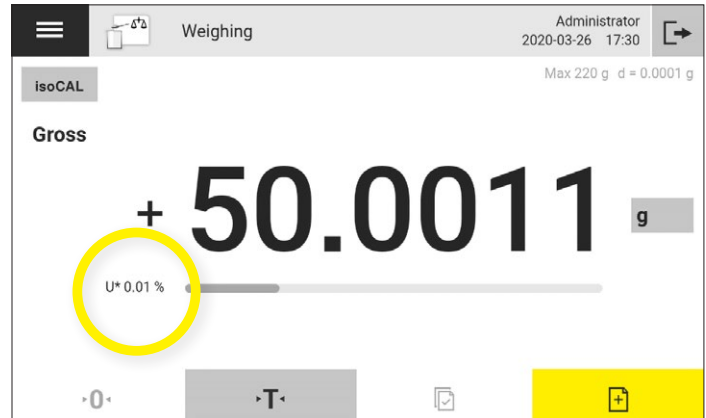 Weighing
Administrator
2020-03-26 17:30
isoCAL
Max 220 g d = 0.0001 g
Gross
+ 50.0011 g
U* 0.01 %
0
T